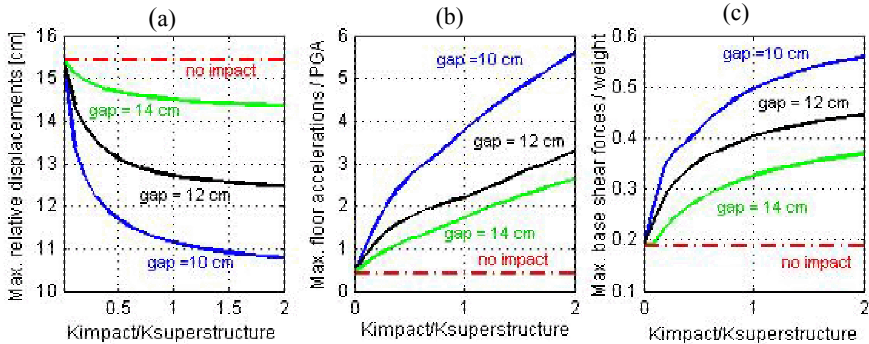 (a)
Max. relative displacements [cm]
16
15
14
13
12
11
10
no impact
gap = 14 cm
gap = 12 cm
gap =10 cm
0.5
1
1.5
2
Kimpact/Ksuperstructure
(b)
Max. floor accelerations / PGA
6
5
4
3
2
1
0
gap =10 cm
gap = 12 cm
gap = 14 cm
no impact
0
1
2
Kimpact/Ksuperstructure
(c)
Max. base shear forces / weight
0.6
0.5
0.4
0.3
0.2
0.1
gap =10 cm
gap = 12 cm
gap = 14 cm
no impact
0
1
2
Kimpact/Ksuperstructure